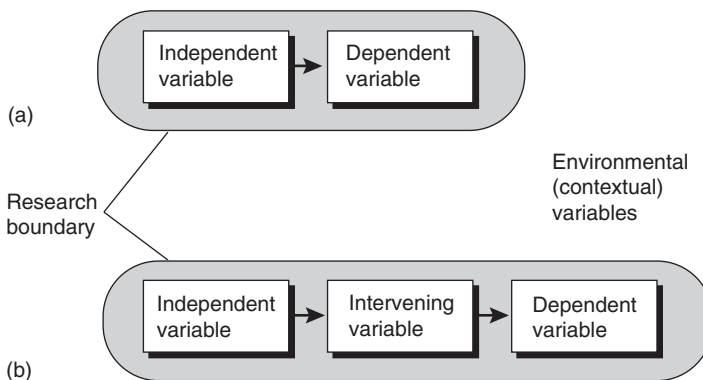 Independent
variable
Dependent
variable
(a)
Environmental
(contextual)
variables
Research
boundary
Independent
variable
Intervening
variable
Dependent
variable
(b)